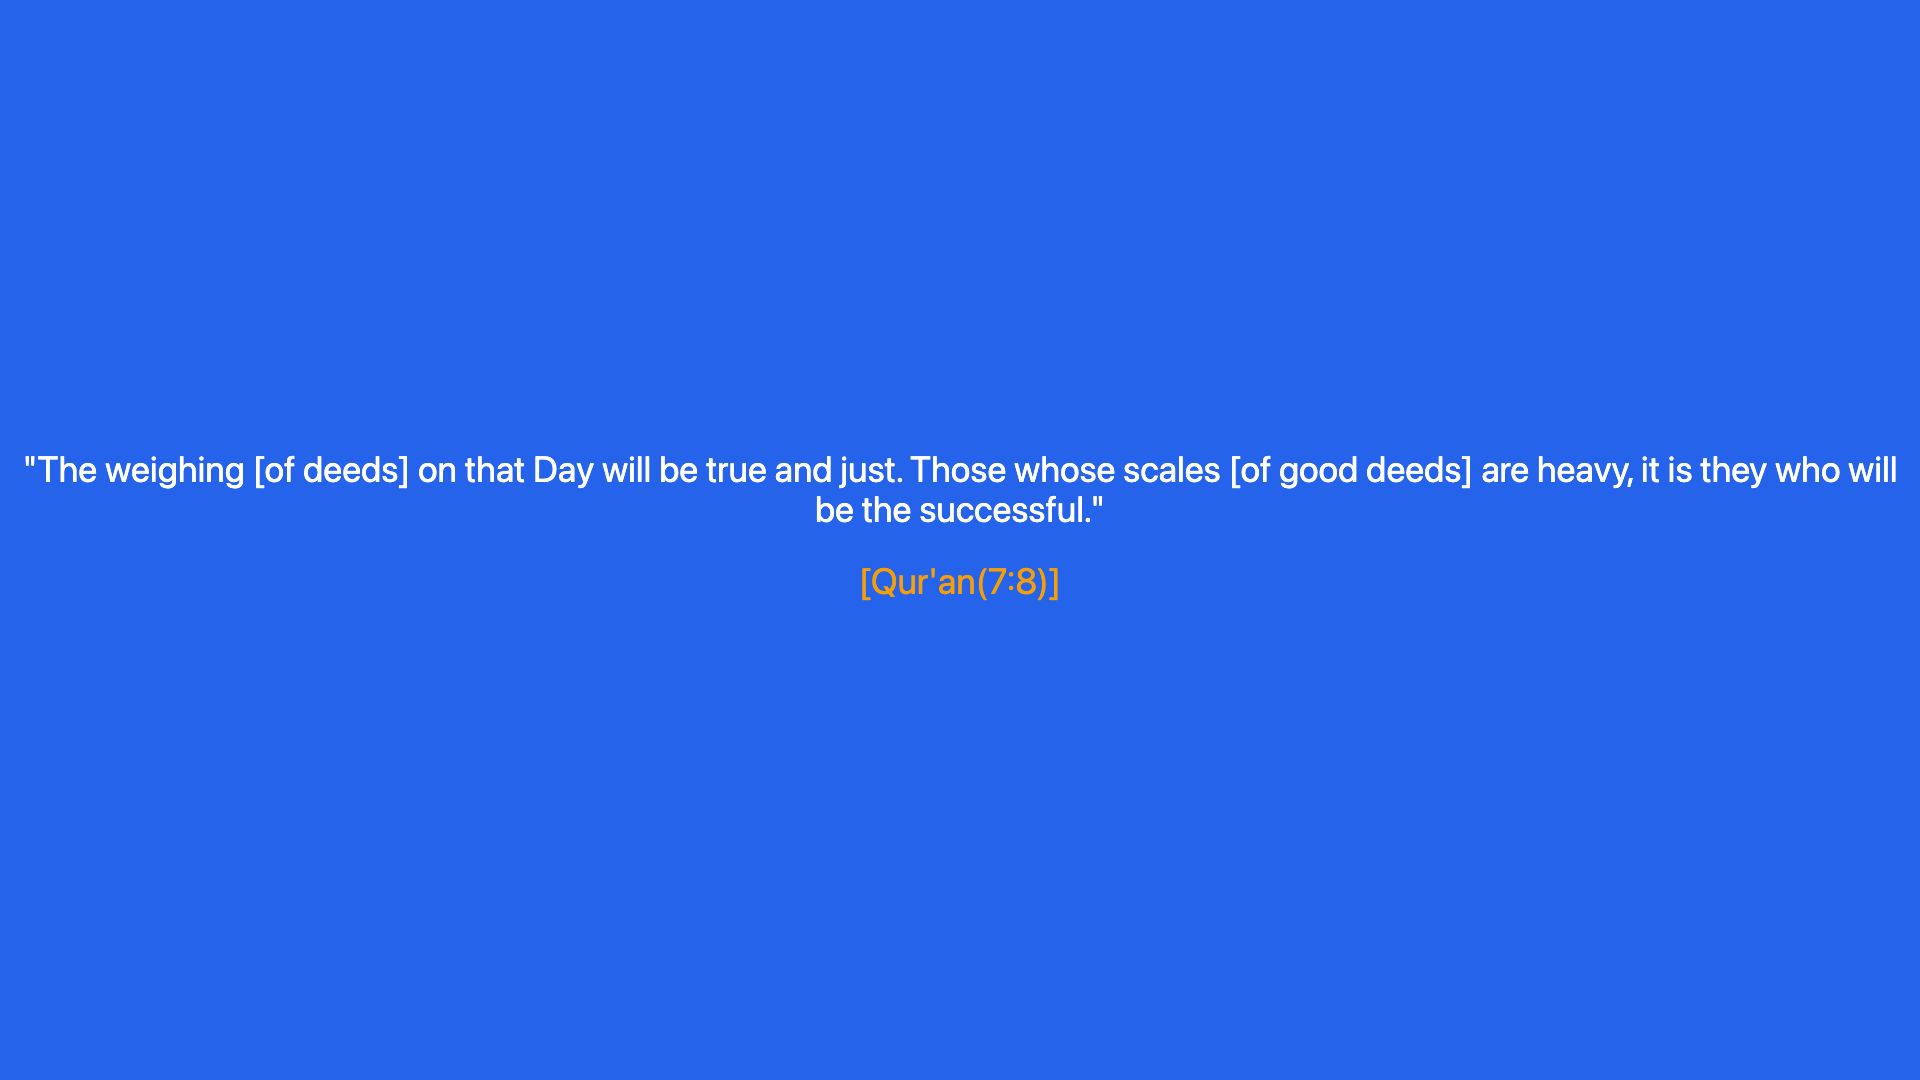 "The weighing [of deeds] on that Day will be true and just. Those whose scales [of good deeds] are heavy, it is they who will
be the successful."
[Qur'an(7:8)]